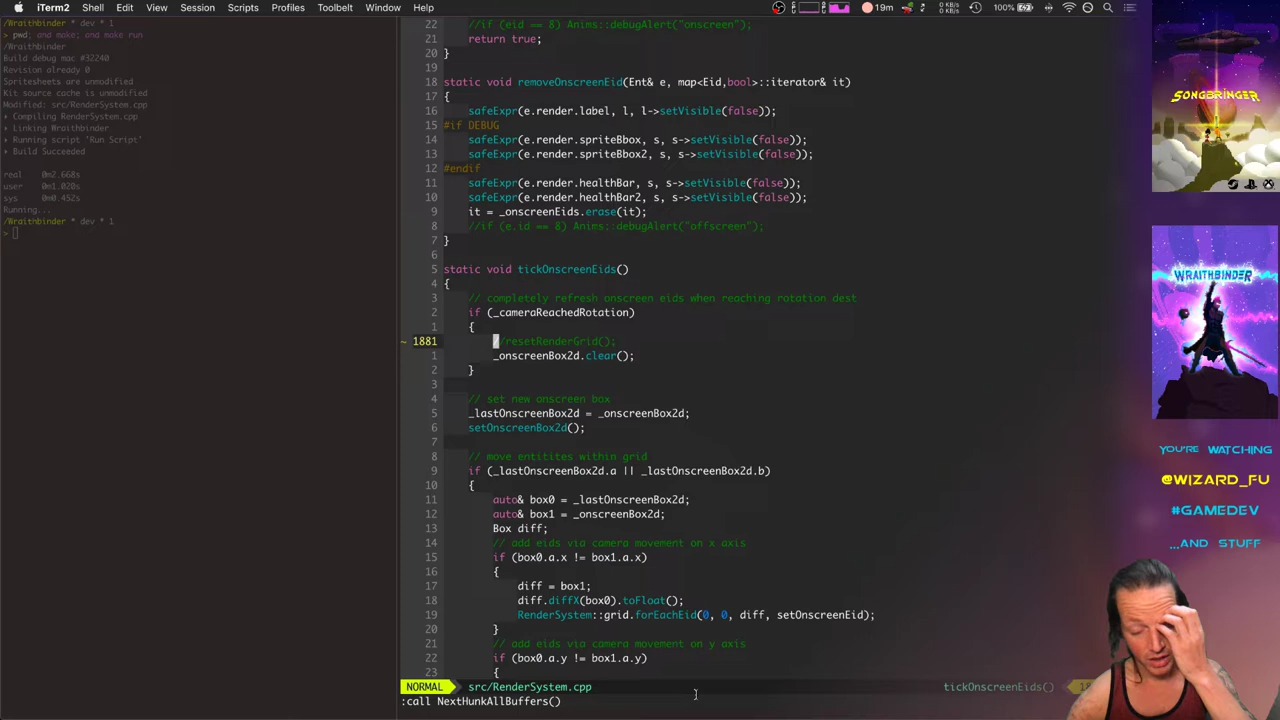 iTerm2 Shell Edit View Session Scripts Profiles Toolbelt Window Help
19m
100%
/Wraithbinder * dev * 1
> pwd; and make; and make run
/Wraithbinder
Build debug mac #32240
Revision already 0
Spritesheets are unmodified
Kit source cache is unmodified
Modified: src/RenderSystem.cpp
▸ Compiling RenderSystem.cpp
▸ Linking Wraithbinder
▸ Running script 'Run Script'
▸ Build Succeeded
real 0m2.668s
user 0m1.020s
sys 0m0.452s
Running...
/Wraithbinder * dev * 1
>
22 //if (eid == 8) Anims::debugAlert("onscreen");
21 return true;
20 }
19
18 static void removeOnscreenEid(Ent& e, map<Eid,bool>::iterator& it)
17 {
16 safeExpr(e.render.label, l, l->setVisible(false));
15 #if DEBUG
14 safeExpr(e.render.spriteBbox, s, s->setVisible(false));
13 safeExpr(e.render.spriteBbox2, s, s->setVisible(false));
12 #endif
11 safeExpr(e.render.healthBar, s, s->setVisible(false));
10 safeExpr(e.render.healthBar2, s, s->setVisible(false));
9 it = _onscreenEids.erase(it);
8 //if (e.id == 8) Anims::debugAlert("offscreen");
7 }
6
5 static void tickOnscreenEids()
4 {
3 // completely refresh onscreen eids when reaching rotation dest
2 if (_cameraReachedRotation)
1 {
~ 1881 //resetRenderGrid();
1 _onscreenBox2d.clear();
2 }
3
4 // set new onscreen box
5 _lastOnscreenBox2d = _onscreenBox2d;
6 setOnscreenBox2d();
7
8 // move entitites within grid
9 if (_lastOnscreenBox2d.a || _lastOnscreenBox2d.b)
10 {
11 auto& box0 = _lastOnscreenBox2d;
12 auto& box1 = _onscreenBox2d;
13 Box diff;
14 // add eids via camera movement on x axis
15 if (box0.a.x != box1.a.x)
16 {
17 diff = box1;
18 diff.diffX(box0).toFloat();
19 RenderSystem::grid.forEachEid(0, 0, diff, setOnscreenEid);
20 }
21 // add eids via camera movement on y axis
22 if (box0.a.y != box1.a.y)
23 {
NORMAL src/RenderSystem.cpp tickOnscreenEids()
:call NextHunkAllBuffers()
SONGBRINGER
WRAITHBINDER
YOU'RE WATCHING
@WIZARD_FU
#GAMEDEV
...AND STUFF